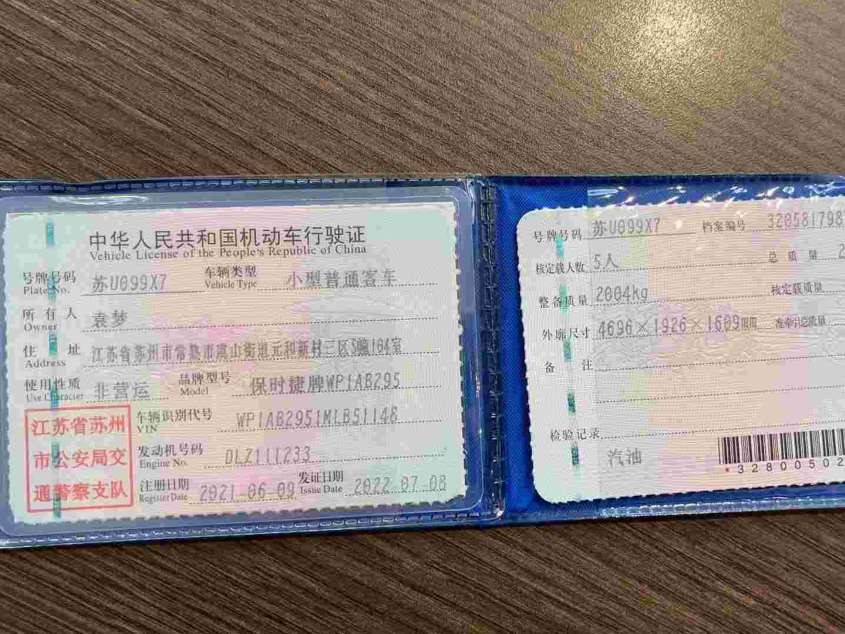 中华人民共和国机动车行驶证
Vehicle License of the People's Republic of China
号牌号码 苏U099X7 车辆类型 小型普通客车
Plate No. Vehicle Type
所有人 袁梦
Owner
住址 江苏省苏州市常熟市虞山街道元和新村三区5幢104室
Address
使用性质 非营运 品牌型号 保时捷牌WP1AB295
Use Character Model
江苏省苏州
市公安局交
通警察支队
车辆识别代号 WP1AB2951MLB51148
VIN
发动机号码 DLZ111233
Engine No.
注册日期 2021.06.09 发证日期 2022.07.08
Register Date Issue Date
号牌号码 苏U099X7 档案编号 320581798
核定载人数 5人 总质量 2
整备质量 2004kg 核定载质量
外廓尺寸 4696×1926×1609mm 准牵引总质量
备注
检验记录
汽油
*32800502